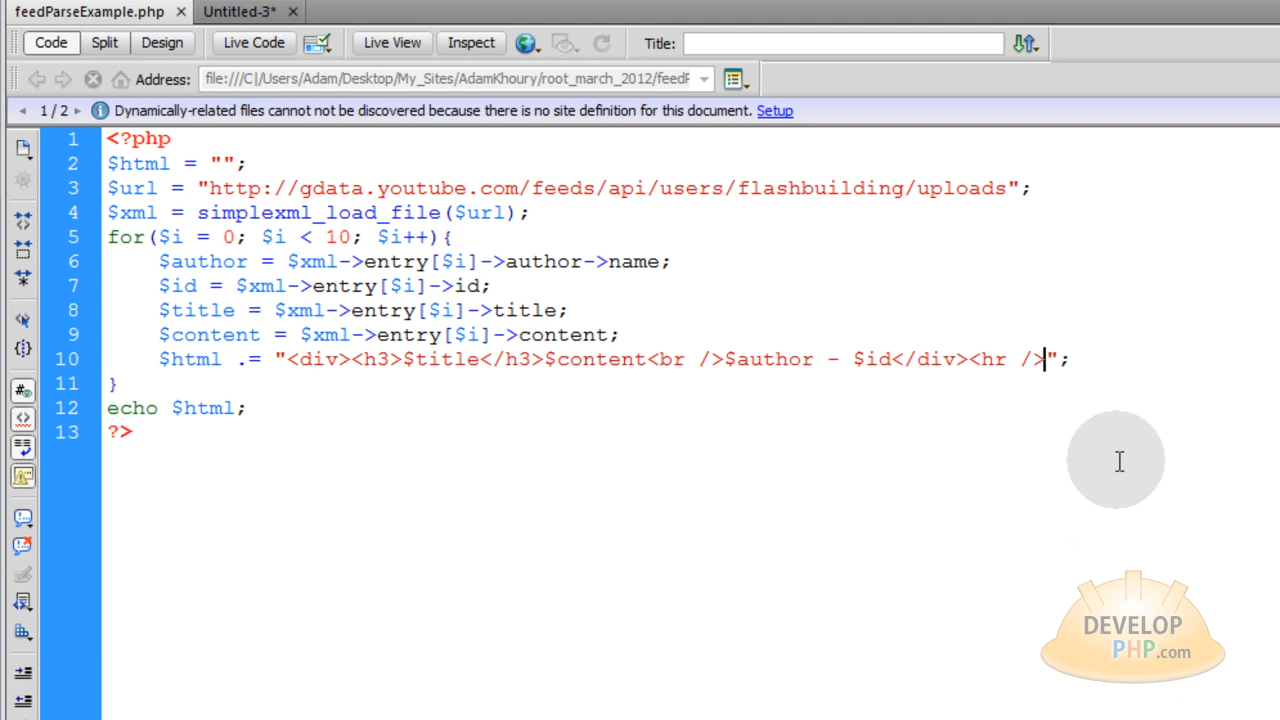 feedParseExample.php × Untitled-3* ×
Code Split Design Live Code Live View Inspect Title:
Address: file:///C|/Users/Adam/Desktop/My_Sites/AdamKhoury/root_march_2012/feedP
1 / 2 Dynamically-related files cannot not be discovered because there is no site definition for this document. Setup
1 <?php
2 $html = "";
3 $url = "http://gdata.youtube.com/feeds/api/users/flashbuilding/uploads";
4 $xml = simplexml_load_file($url);
5 for($i = 0; $i < 10; $i++){
6 $author = $xml->entry[$i]->author->name;
7 $id = $xml->entry[$i]->id;
8 $title = $xml->entry[$i]->title;
9 $content = $xml->entry[$i]->content;
10 $html .= "<div><h3>$title</h3>$content<br />$author - $id</div><hr />";
11 }
12 echo $html;
13 ?>
DEVELOP
PHP.com